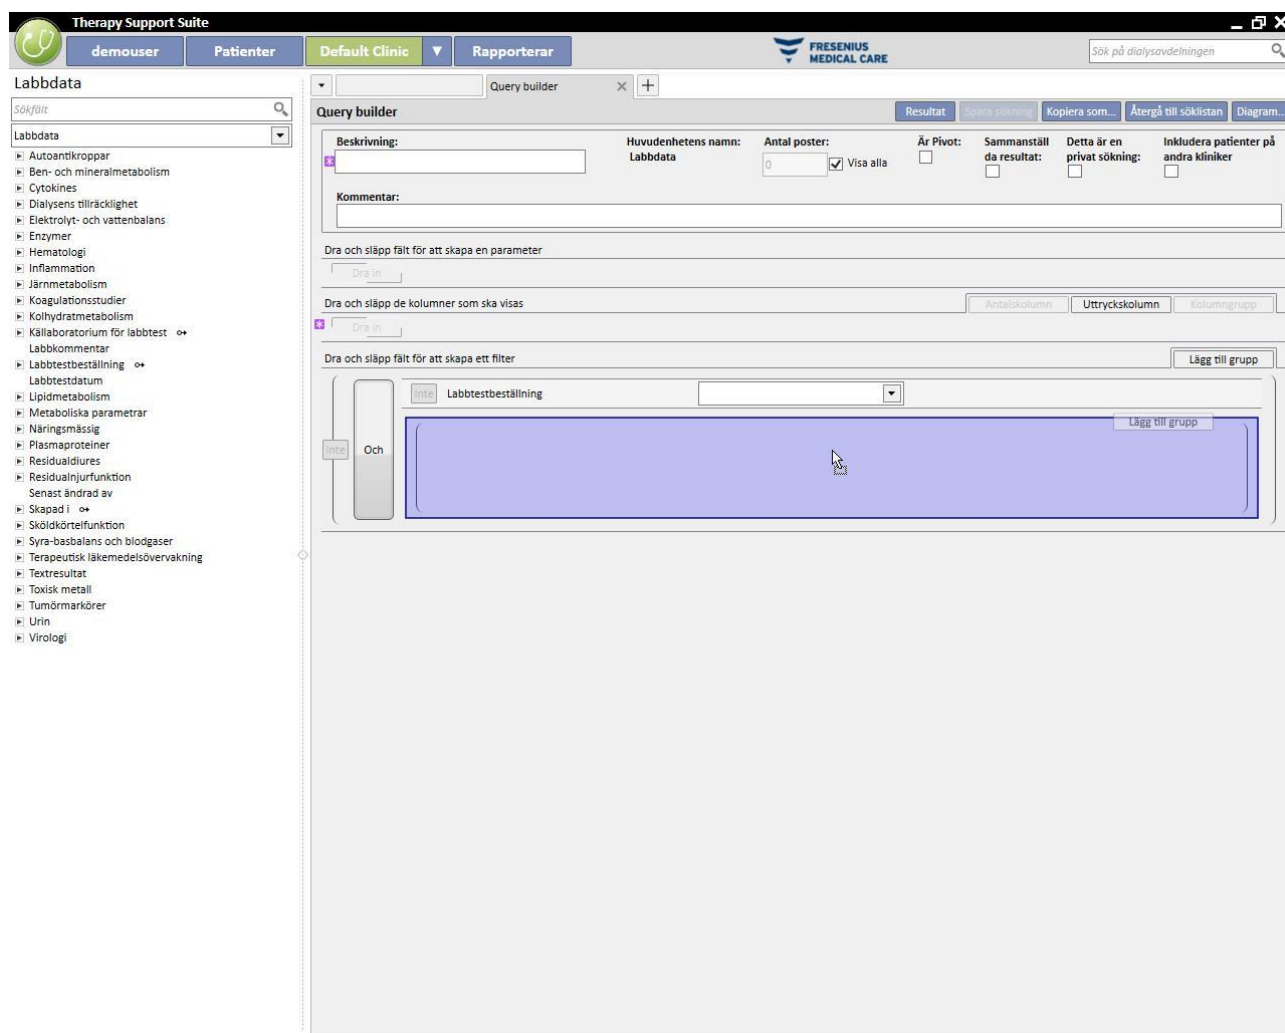 Therapy Support Suite
demouser
Patienter
Default Clinic
Rapporterar
FRESENIUS
MEDICAL CARE
Sök på dialysavdelningen
Labbdata
Sökfält
Labbdata
Autoantikroppar
Ben- och mineralmetabolism
Cytokines
Dialysens tillräcklighet
Elektrolyt- och vattenbalans
Enzymer
Hematologi
Inflammation
Järnmetabolism
Koagulationsstudier
Kolhydratmetabolism
Källaboratorium för labbtest
Labbkommentar
Labbtestbeställning
Labbtestdatum
Lipidmetabolism
Metaboliska parametrar
Näringsmässig
Plasmaproteiner
Residualdiures
Residualnjurfunktion
Senast ändrad av
Skapad i
Sköldkörtelfunktion
Syra-basbalans och blodgaser
Terapeutisk läkemedelsövervakning
Textresultat
Toxisk metall
Tumörmarkörer
Urin
Virologi
Query builder
Query builder
Resultat
Spara sökning
Kopiera som...
Återgå till söklistan
Diagram...
Beskrivning:
Huvudenhetens namn:
Labbdata
Antal poster:
0
Visa alla
Är Pivot:
Sammanställ
da resultat:
Detta är en
privat sökning:
Inkludera patienter på
andra kliniker
Kommentar:
Dra och släpp fält för att skapa en parameter
Dra in
Dra och släpp de kolumner som ska visas
Antalskolumn
Uttryckskolumn
Kolumngrupp
Dra in
Dra och släpp fält för att skapa ett filter
Lägg till grupp
Inte
Labbtestbeställning
Lägg till grupp
Inte
Och